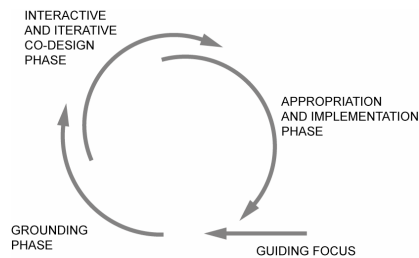 INTERACTIVE
AND ITERATIVE
CO-DESIGN
PHASE
APPROPRIATION
AND IMPLEMENTATION
PHASE
GROUNDING
PHASE
GUIDING FOCUS